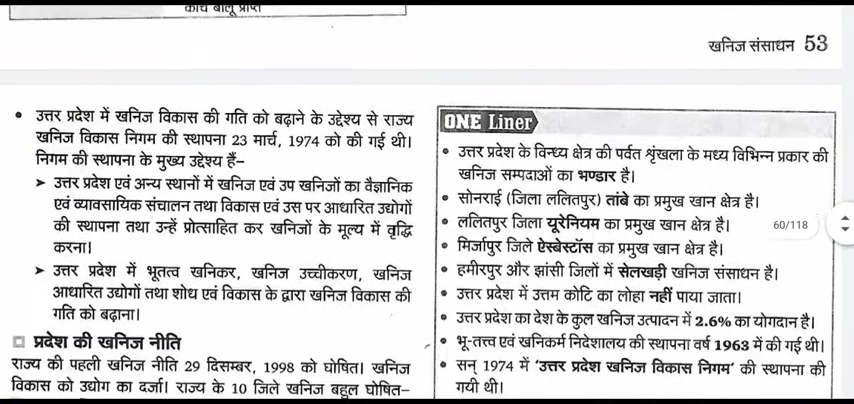 काँच बालू प्राप्त
खनिज संसाधन 53
• उत्तर प्रदेश में खनिज विकास की गति को बढ़ाने के उद्देश्य से राज्य
खनिज विकास निगम की स्थापना 23 मार्च, 1974 को की गई थी।
निगम की स्थापना के मुख्य उद्देश्य हैं–
➤ उत्तर प्रदेश एवं अन्य स्थानों में खनिज एवं उप खनिजों का वैज्ञानिक
एवं व्यावसायिक संचालन तथा विकास एवं उस पर आधारित उद्योगों
की स्थापना तथा उन्हें प्रोत्साहित कर खनिजों के मूल्य में वृद्धि
करना।
➤ उत्तर प्रदेश में भूतत्व खनिकर, खनिज उच्चीकरण, खनिज
आधारित उद्योगों तथा शोध एवं विकास के द्वारा खनिज विकास की
गति को बढ़ाना।
प्रदेश की खनिज नीति
राज्य की पहली खनिज नीति 29 दिसम्बर, 1998 को घोषित। खनिज
विकास को उद्योग का दर्जा। राज्य के 10 जिले खनिज बहुल घोषित–
ONE Liner
• उत्तर प्रदेश के विन्ध्य क्षेत्र की पर्वत शृंखला के मध्य विभिन्न प्रकार की
खनिज सम्पदाओं का भण्डार है।
• सोनराई (जिला ललितपुर) तांबे का प्रमुख खान क्षेत्र है।
• ललितपुर जिला यूरेनियम का प्रमुख खान क्षेत्र है।
• मिर्जापुर जिले ऐस्बेस्टॉस का प्रमुख खान क्षेत्र है।
• हमीरपुर और झांसी जिलों में सेलखड़ी खनिज संसाधन है।
• उत्तर प्रदेश में उत्तम कोटि का लोहा नहीं पाया जाता।
• उत्तर प्रदेश का देश के कुल खनिज उत्पादन में 2.6% का योगदान है।
• भू-तत्त्व एवं खनिकर्म निदेशालय की स्थापना वर्ष 1963 में की गई थी।
• सन् 1974 में 'उत्तर प्रदेश खनिज विकास निगम' की स्थापना की
गयी थी।
60/118